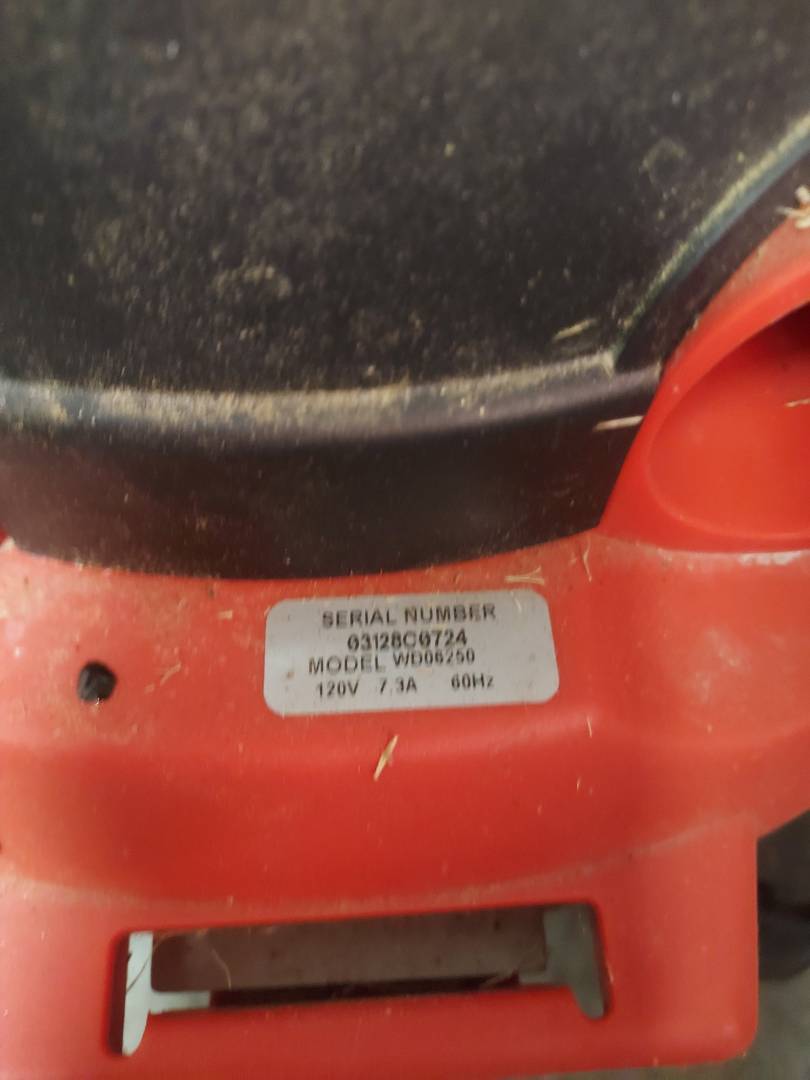 SERIAL NUMBER
03128C0724
MODEL WD06250
120V 7.3A 60Hz